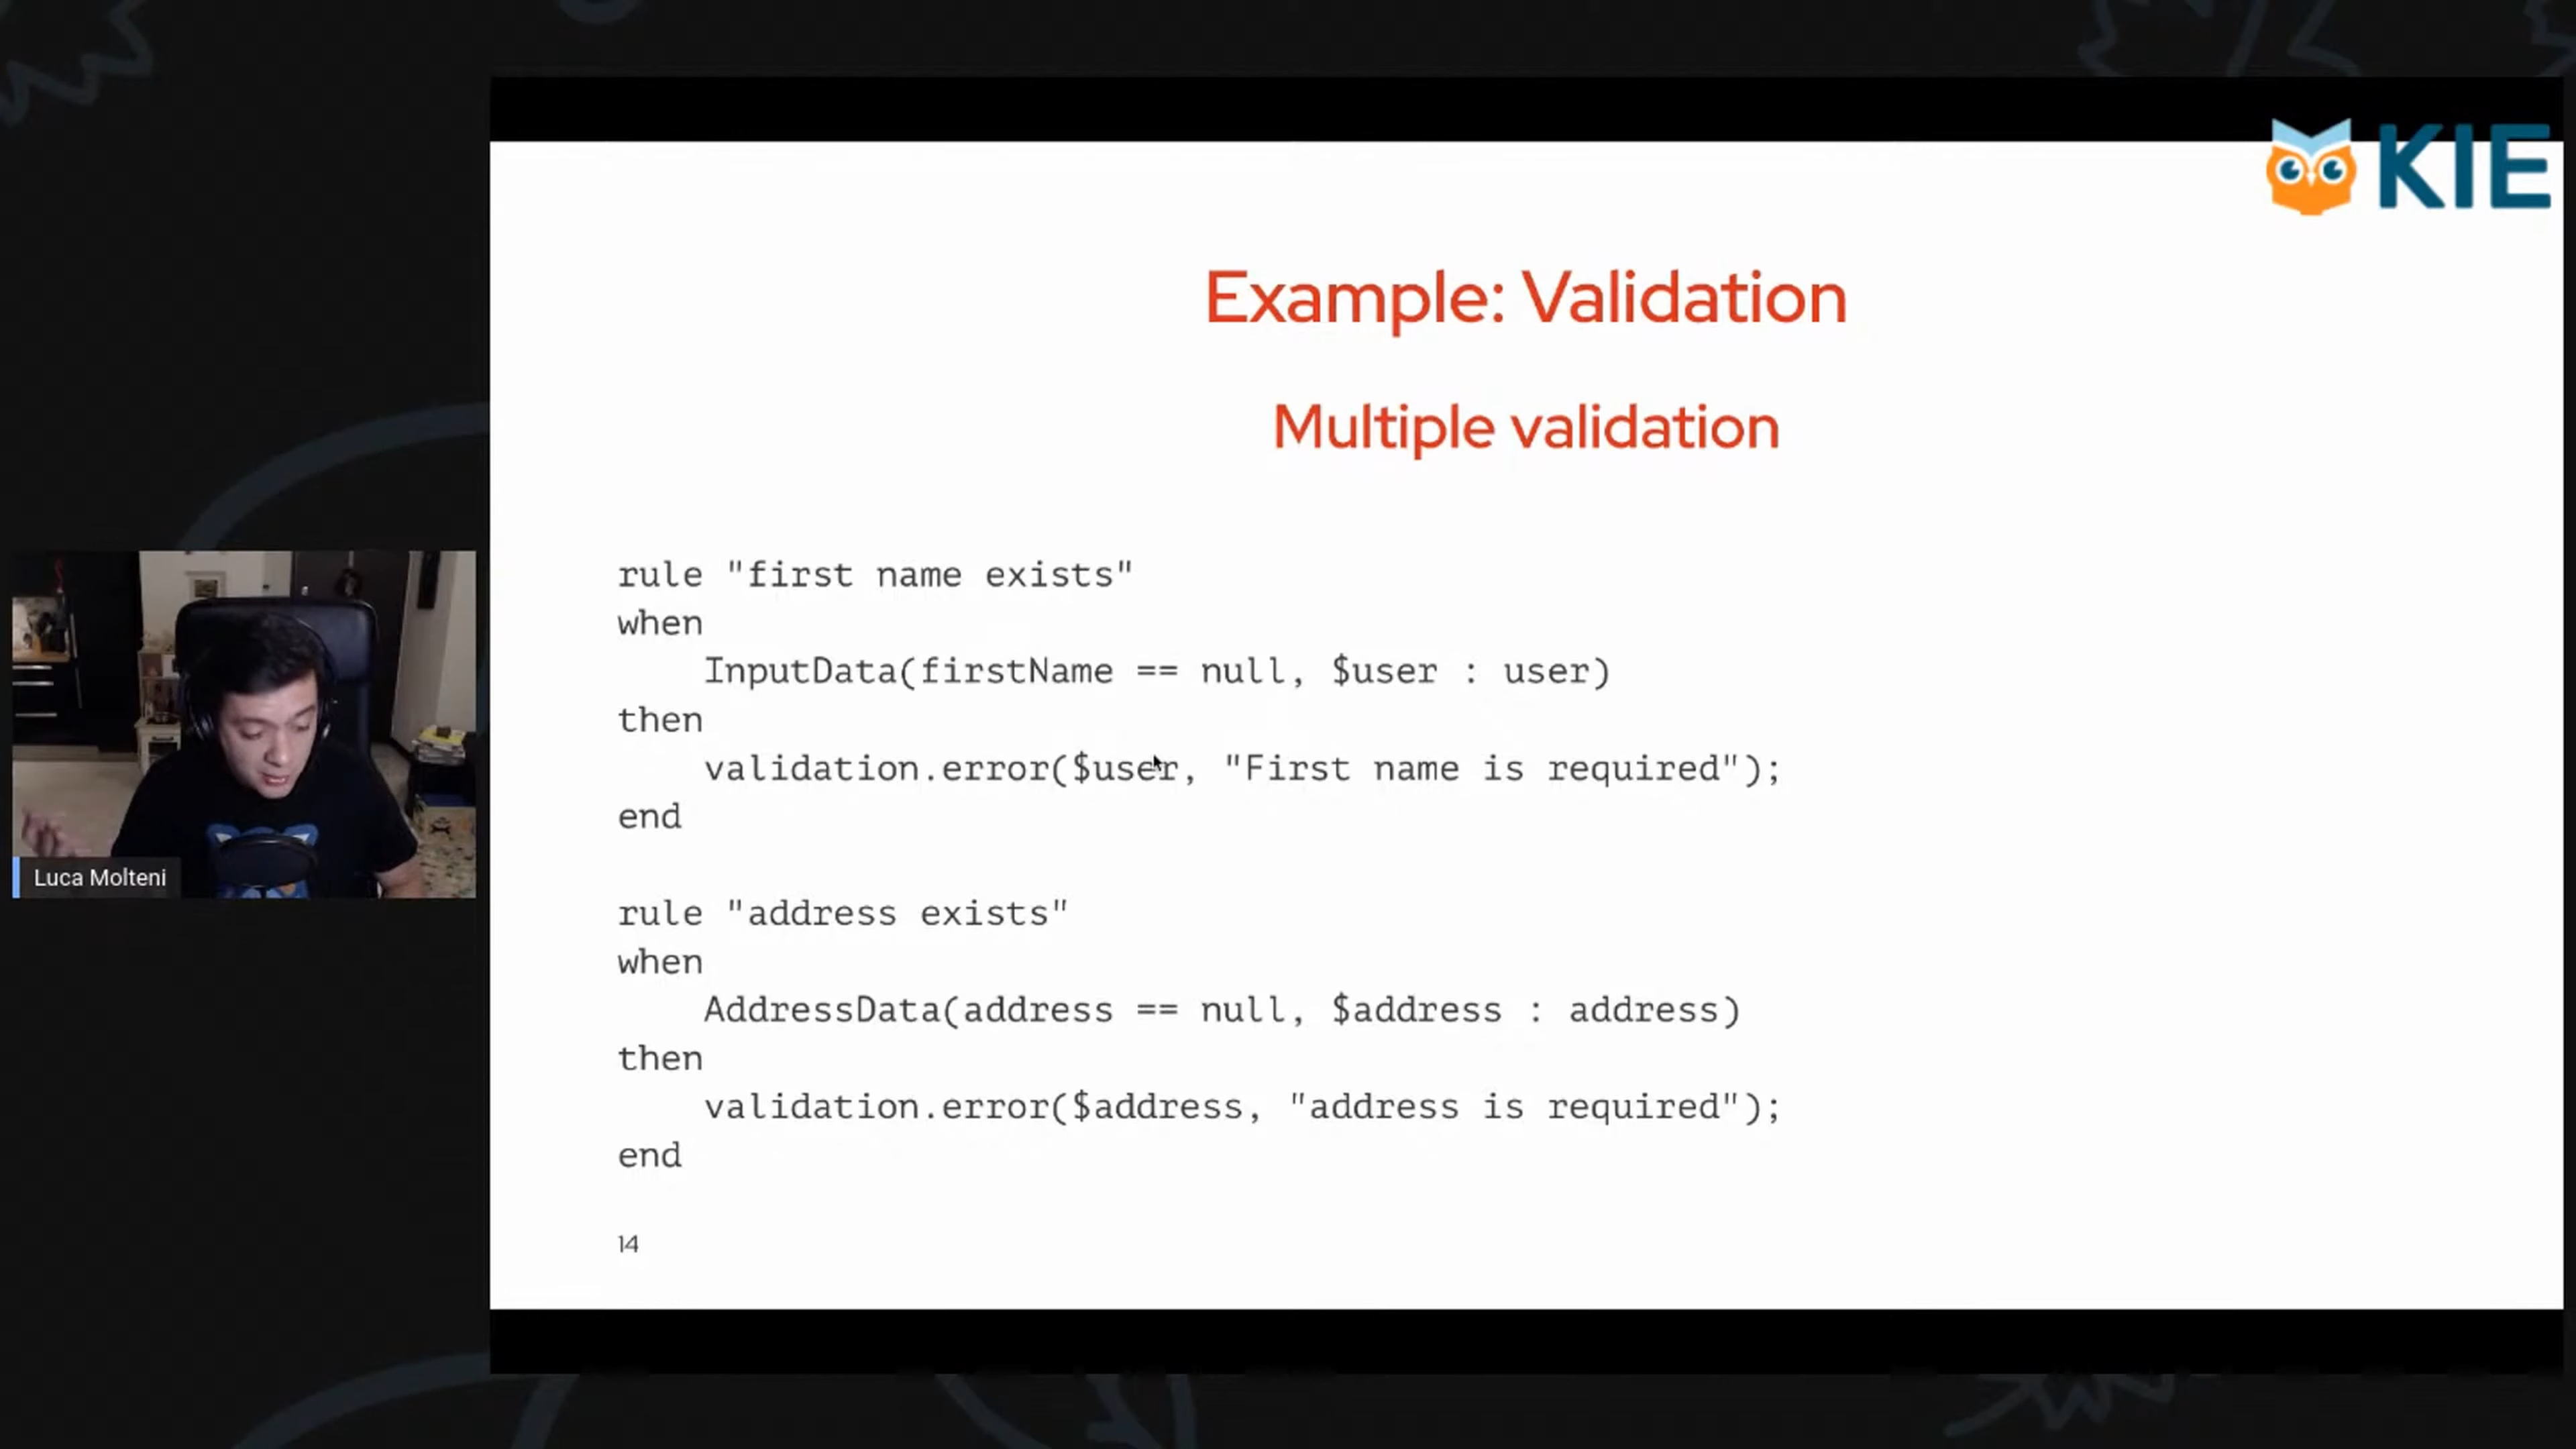 KIE
Example: Validation
Multiple validation
rule "first name exists"
when
    InputData(firstName == null, $user : user)
then
    validation.error($user, "First name is required");
end
rule "address exists"
when
    AddressData(address == null, $address : address)
then
    validation.error($address, "address is required");
end
14
Luca Molteni